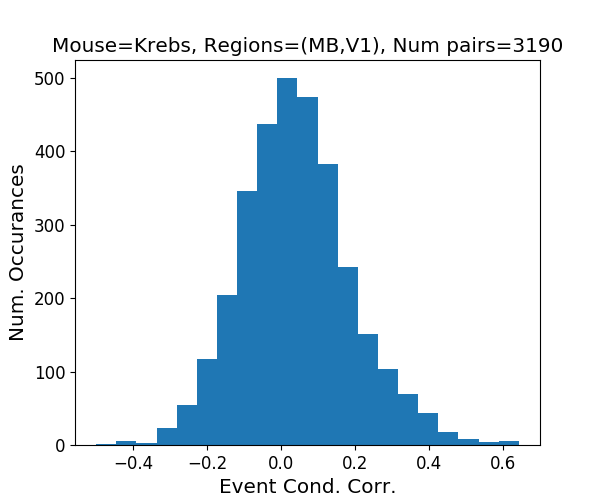 Mouse=Krebs, Regions=(MB,V1), Num pairs=3190
Num. Occurances
500
400
300
200
100
0
−0.4 −0.2 0.0 0.2 0.4 0.6
Event Cond. Corr.